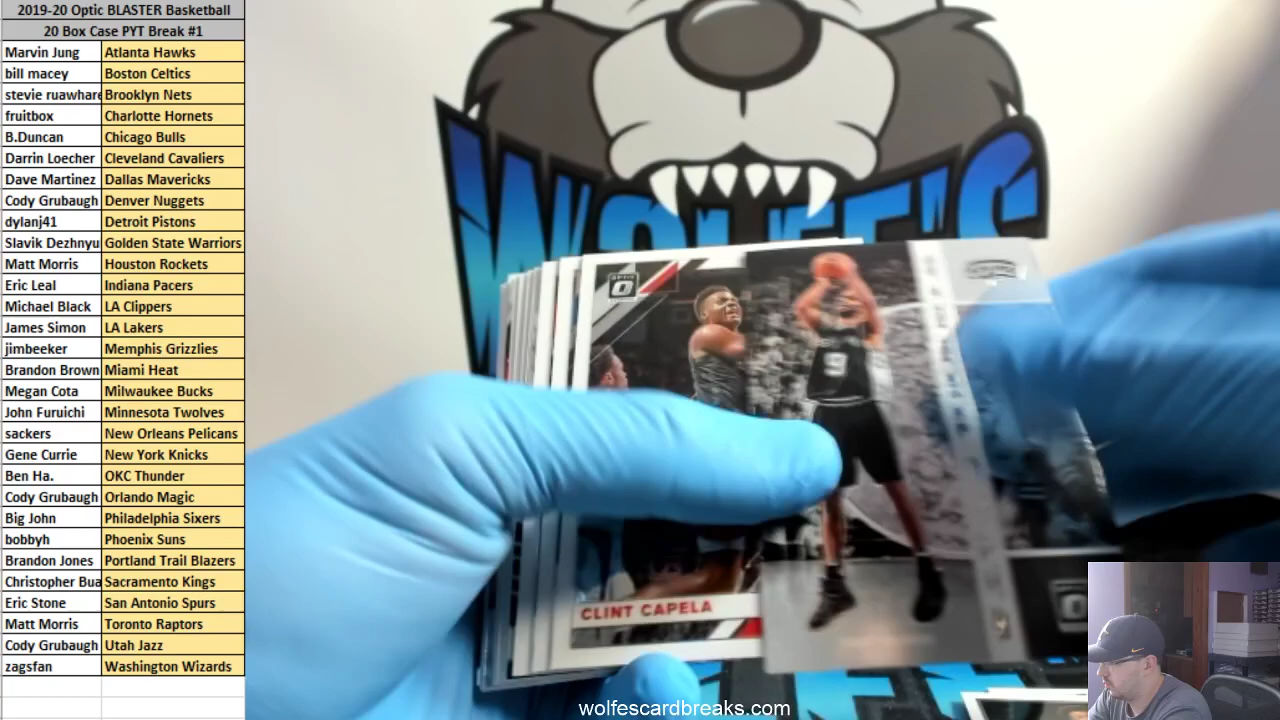 2019-20 Optic BLASTER Basketball
20 Box Case PYT Break #1
Marvin Jung Atlanta Hawks
bill macey Boston Celtics
stevie ruawhare Brooklyn Nets
fruitbox Charlotte Hornets
B.Duncan Chicago Bulls
Darrin Loecher Cleveland Cavaliers
Dave Martinez Dallas Mavericks
Cody Grubaugh Denver Nuggets
dylanj41 Detroit Pistons
Slavik Dezhnyu Golden State Warriors
Matt Morris Houston Rockets
Eric Leal Indiana Pacers
Michael Black LA Clippers
James Simon LA Lakers
jimbeeker Memphis Grizzlies
Brandon Brown Miami Heat
Megan Cota Milwaukee Bucks
John Furuichi Minnesota Twolves
sackers New Orleans Pelicans
Gene Currie New York Knicks
Ben Ha. OKC Thunder
Cody Grubaugh Orlando Magic
Big John Philadelphia Sixers
bobbyh Phoenix Suns
Brandon Jones Portland Trail Blazers
Christopher Bua Sacramento Kings
Eric Stone San Antonio Spurs
Matt Morris Toronto Raptors
Cody Grubaugh Utah Jazz
zagsfan Washington Wizards
WOLFE'S
9
CLINT CAPELA
wolfescardbreaks.com